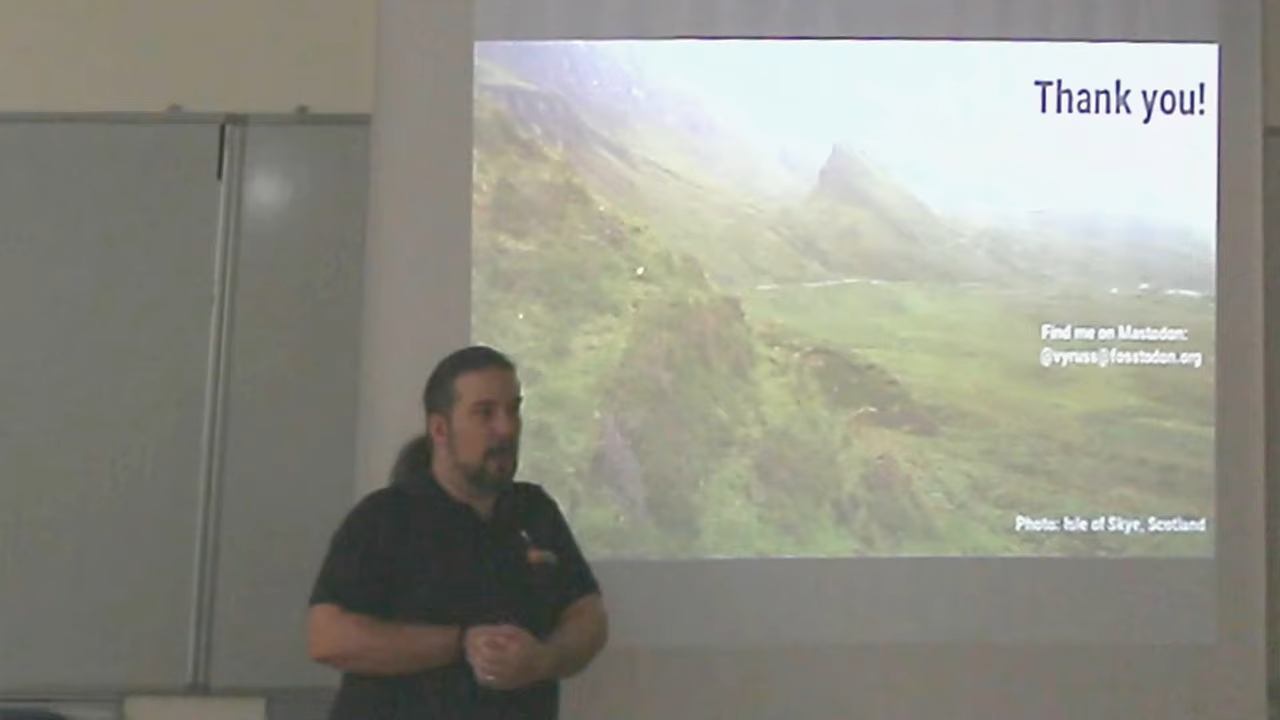 Thank you!
Find me on Mastodon:
@vyruss@fosstodon.org
Photo: Isle of Skye, Scotland